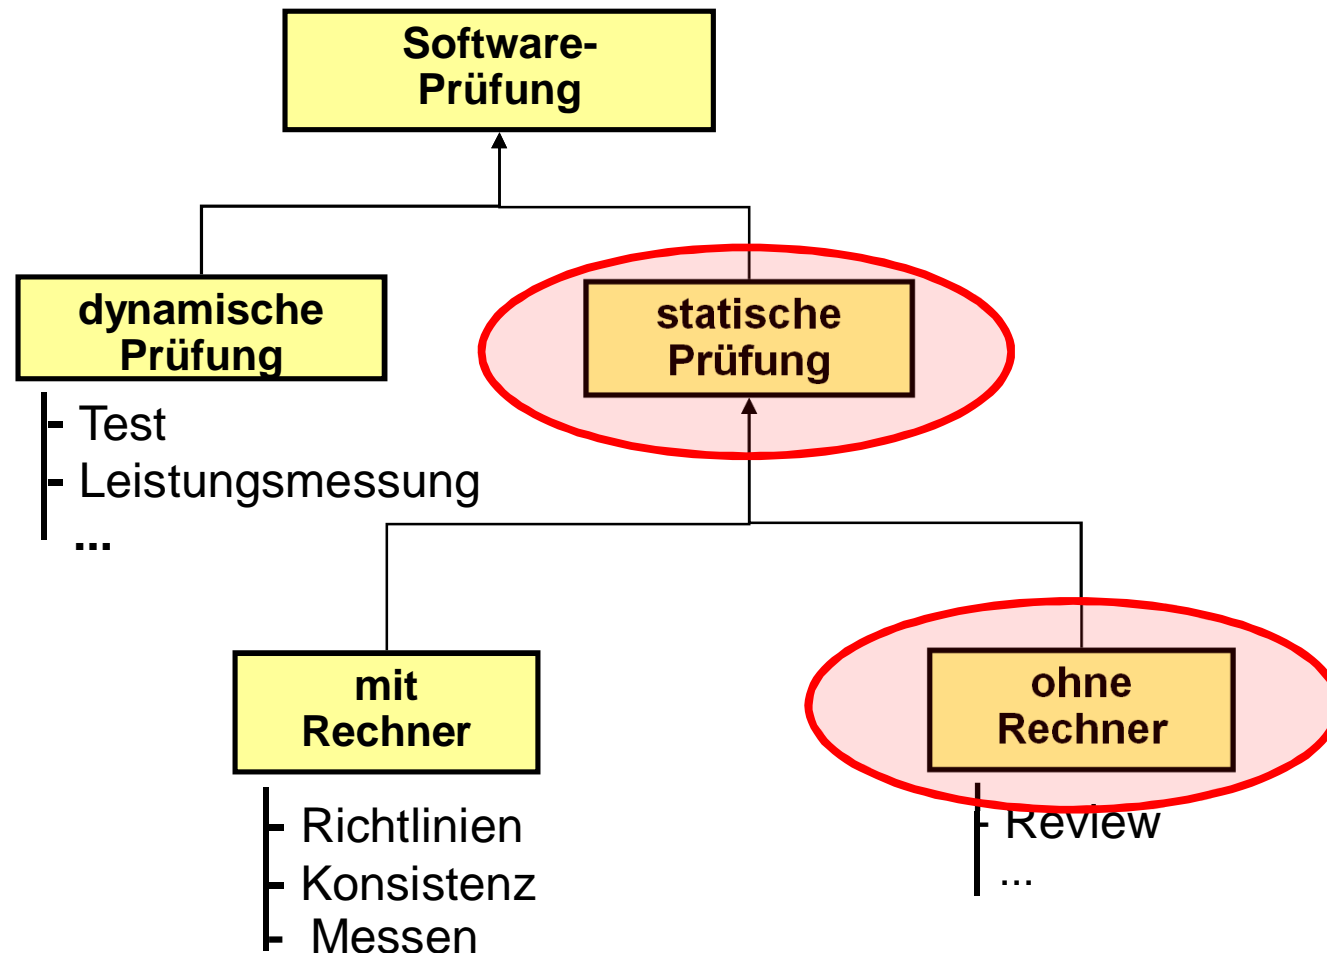 Software-
Prüfung
dynamische
Prüfung
statische
Prüfung
- Test
- Leistungsmessung
...
mit
Rechner
ohne
Rechner
- Richtlinien
- Konsistenz
- Messen
- Review
...